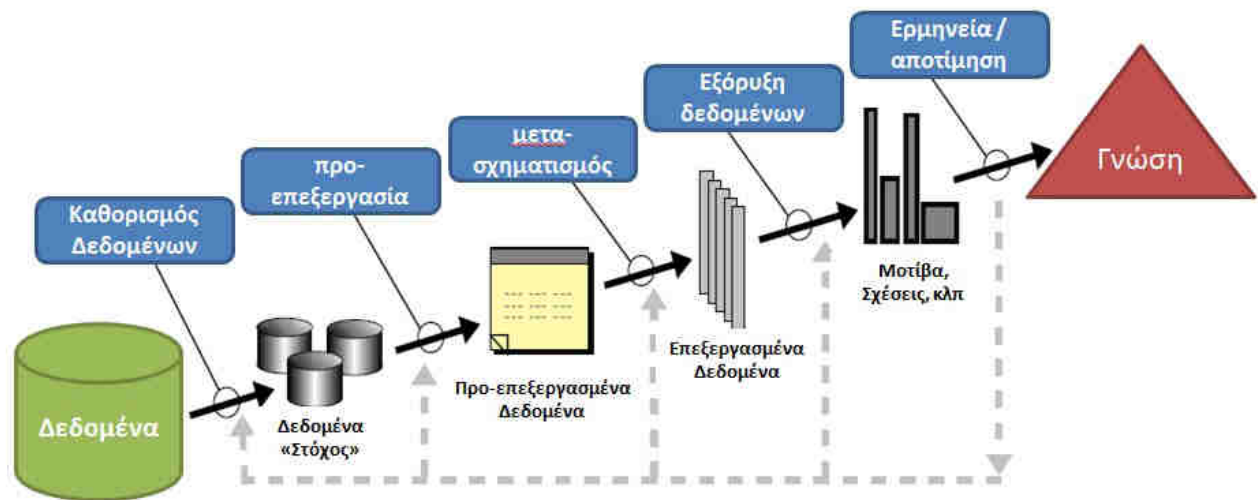 Ερμηνεία /
αποτίμηση
Εξόρυξη
δεδομένων
μετα-
σχηματισμός
προ-
επεξεργασία
Καθορισμός
Δεδομένων
Γνώση
Μοτίβα,
Σχέσεις, κλπ
Επεξεργασμένα
Δεδομένα
Προ-επεξεργασμένα
Δεδομένα
Δεδομένα
«Στόχος»
Δεδομένα